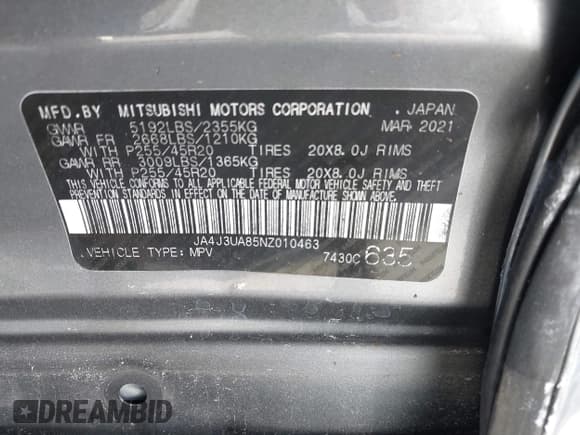 MFD.BY MITSUBISHI MOTORS CORPORATION . JAPAN
GVWR 5192LBS/2355KG MAR 2021
GAWR FR 2668LBS/1210KG
WITH P255/45R20 TIRES 20X8.0J RIMS
GAWR RR 3009LBS/1365KG
WITH P255/45R20 TIRES 20X8.0J RIMS
THIS VEHICLE CONFORMS TO ALL APPLICABLE FEDERAL MOTOR VEHICLE SAFETY AND THEFT
PREVENTION STANDARDS IN EFFECT ON THE DATE OF MANUFACTURE SHOWN ABOVE.
JA4J3UA85NZ010463
VEHICLE TYPE:MPV 7430C 635
DREAMBID